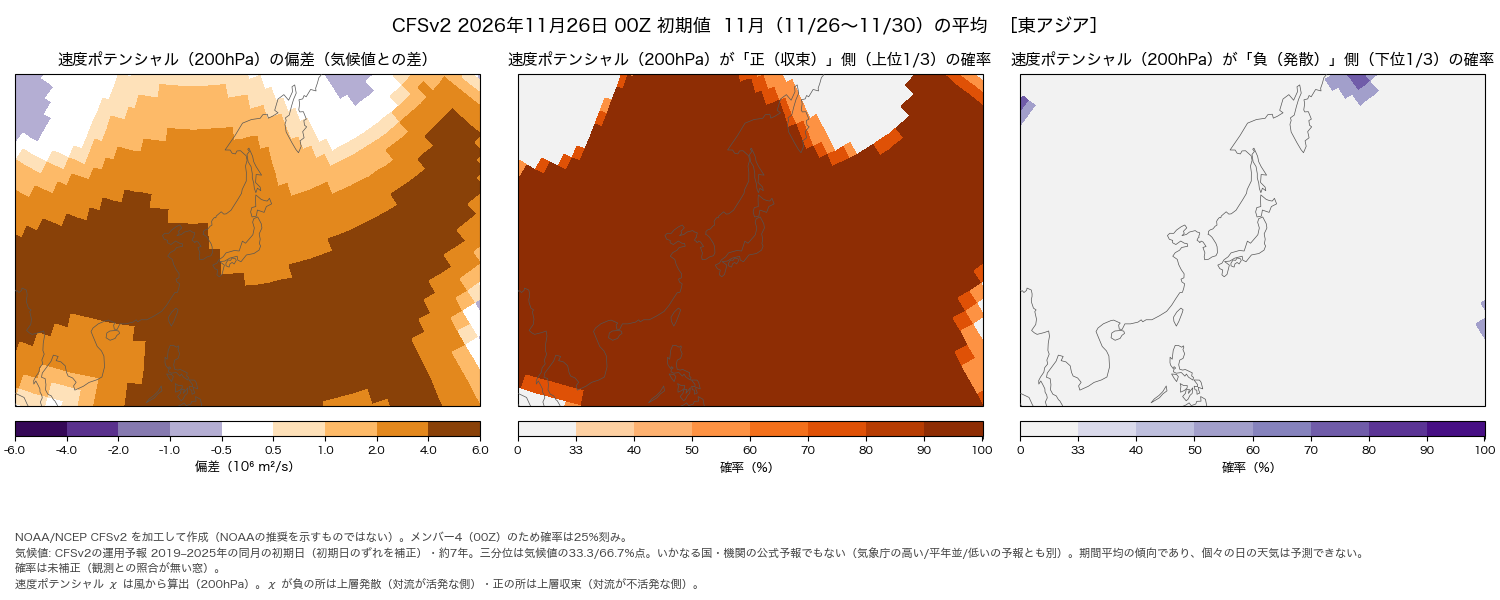 CFSv2 2026年11月26日 00Z 初期値 11月（11/26～11/30）の平均 ［東アジア］
速度ポテンシャル（200hPa）の偏差（気候値との差）
速度ポテンシャル（200hPa）が「正（収束）」側（上位1/3）の確率
速度ポテンシャル（200hPa）が「負（発散）」側（下位1/3）の確率
-6.0 -4.0 -2.0 -1.0 -0.5 0.5 1.0 2.0 4.0 6.0
偏差（10⁶ m²/s）
0 33 40 50 60 70 80 90 100
確率（%）
0 33 40 50 60 70 80 90 100
確率（%）
NOAA/NCEP CFSv2 を加工して作成（NOAAの推奨を示すものではない）。メンバー4（00Z）のため確率は25%刻み。
気候値: CFSv2の運用予報 2019–2025年の同月の初期日（初期日のずれを補正）・約7年。三分位は気候値の33.3/66.7%点。いかなる国・機関の公式予報でもない（気象庁の高い/平年並/低いの予報とも別）。期間平均の傾向であり、個々の日の天気は予測できない。
確率は未補正（観測との照合が無い窓）。
速度ポテンシャル χ は風から算出（200hPa）。χ が負の所は上層発散（対流が活発な側）・正の所は上層収束（対流が不活発な側）。